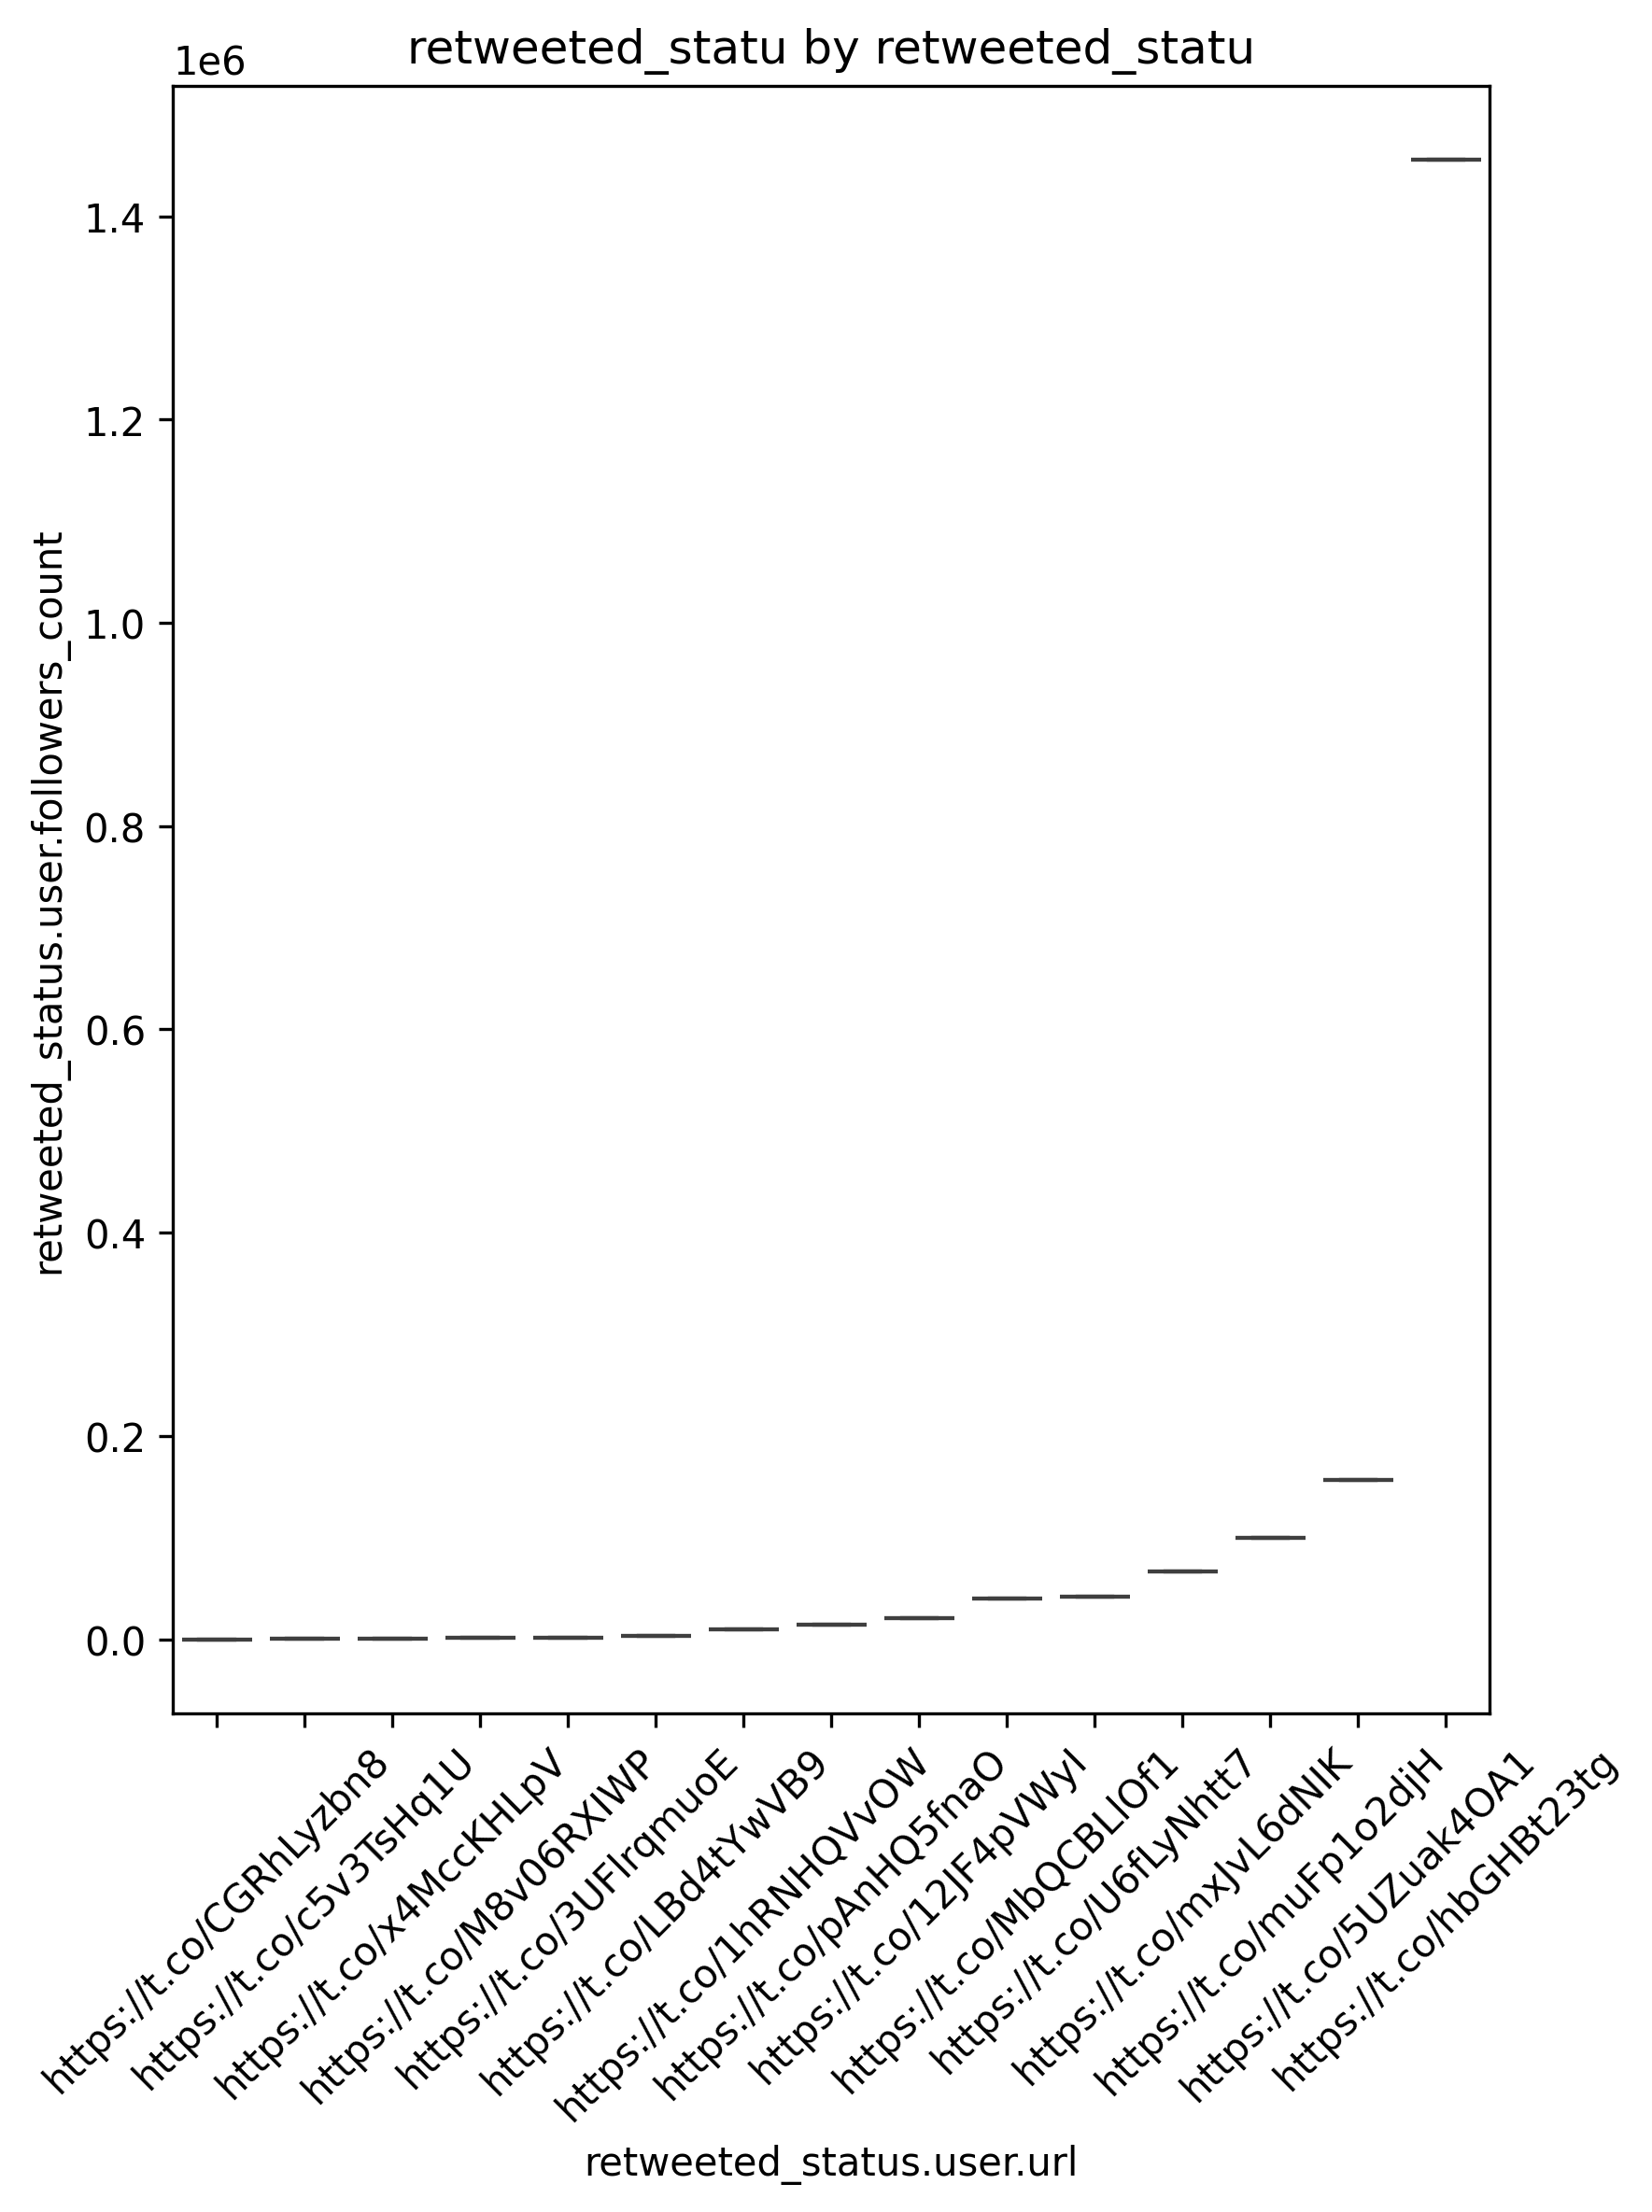 retweeted_statu by retweeted_statu
1e6
1.4
1.2
1.0
0.8
0.6
0.4
0.2
0.0
retweeted_status.user.followers_count
https://t.co/CGRhLyzbn8
https://t.co/c5v3TsHq1U
https://t.co/x4MccKHLpV
https://t.co/M8v06RXlWP
https://t.co/3UFlrqmuoE
https://t.co/LBd4tYwVB9
https://t.co/1hRNHQVvOW
https://t.co/pAnHQ5fnaO
https://t.co/12JF4pVWyl
https://t.co/MbQCBLlOf1
https://t.co/U6fLyNhtt7
https://t.co/mxJvL6dNlK
https://t.co/muFp1o2djH
https://t.co/5UZuak4OA1
https://t.co/hbGHBt23tg
retweeted_status.user.url